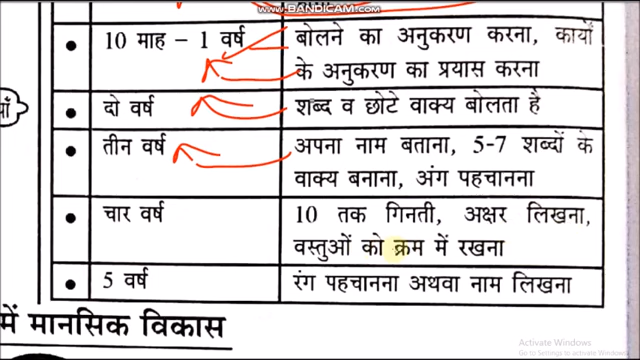 www.BANDICAM.com
10 माह – 1 वर्ष
बोलने का अनुकरण करना, कार्यों
के अनुकरण का प्रयास करना
दो वर्ष
शब्द व छोटे वाक्य बोलता है
तीन वर्ष
अपना नाम बताना, 5-7 शब्दों के
वाक्य बनाना, अंग पहचानना
चार वर्ष
10 तक गिनती, अक्षर लिखना,
वस्तुओं को क्रम में रखना
5 वर्ष
रंग पहचानना अथवा नाम लिखना
में मानसिक विकास
Activate Windows
Go to Settings to activate Windows.